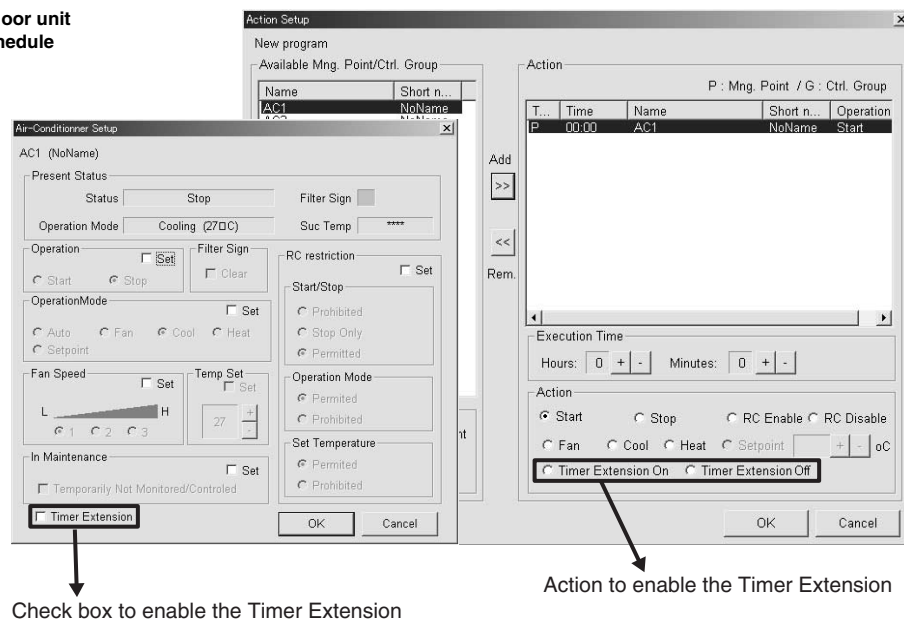 oor unit
nedule
Action Setup
New program
Available Mng. Point/Ctrl. Group
Name Short n...
AC1 NoName
Action
P : Mng. Point / G : Ctrl. Group
T... Time Name Short n... Operation
P 00:00 AC1 NoName Start
Add
>>
<<
Rem.
Execution Time
Hours: 0 + - Minutes: 0 + -
Action
Start Stop RC Enable RC Disable
Fan Cool Heat Setpoint + - oC
Timer Extension On Timer Extension Off
OK Cancel
nt
Air-Conditionner Setup
AC1 (NoName)
Present Status
Status Stop Filter Sign
Operation Mode Cooling (27□C) Suc Temp ****
Operation Set
Start Stop
Filter Sign
Clear
RC restriction
Set
Start/Stop
Prohibited
Stop Only
Permitted
OperationMode Set
Auto Fan Cool Heat
Setpoint
Fan Speed Set
L H
1 2 3
Temp Set
Set
27 + -
Operation Mode
Permited
Prohibited
Set Temperature
Permited
Prohibited
In Maintenance
Set
Temporarily Not Monitored/Controled
Timer Extension
OK Cancel
Action to enable the Timer Extension
Check box to enable the Timer Extension